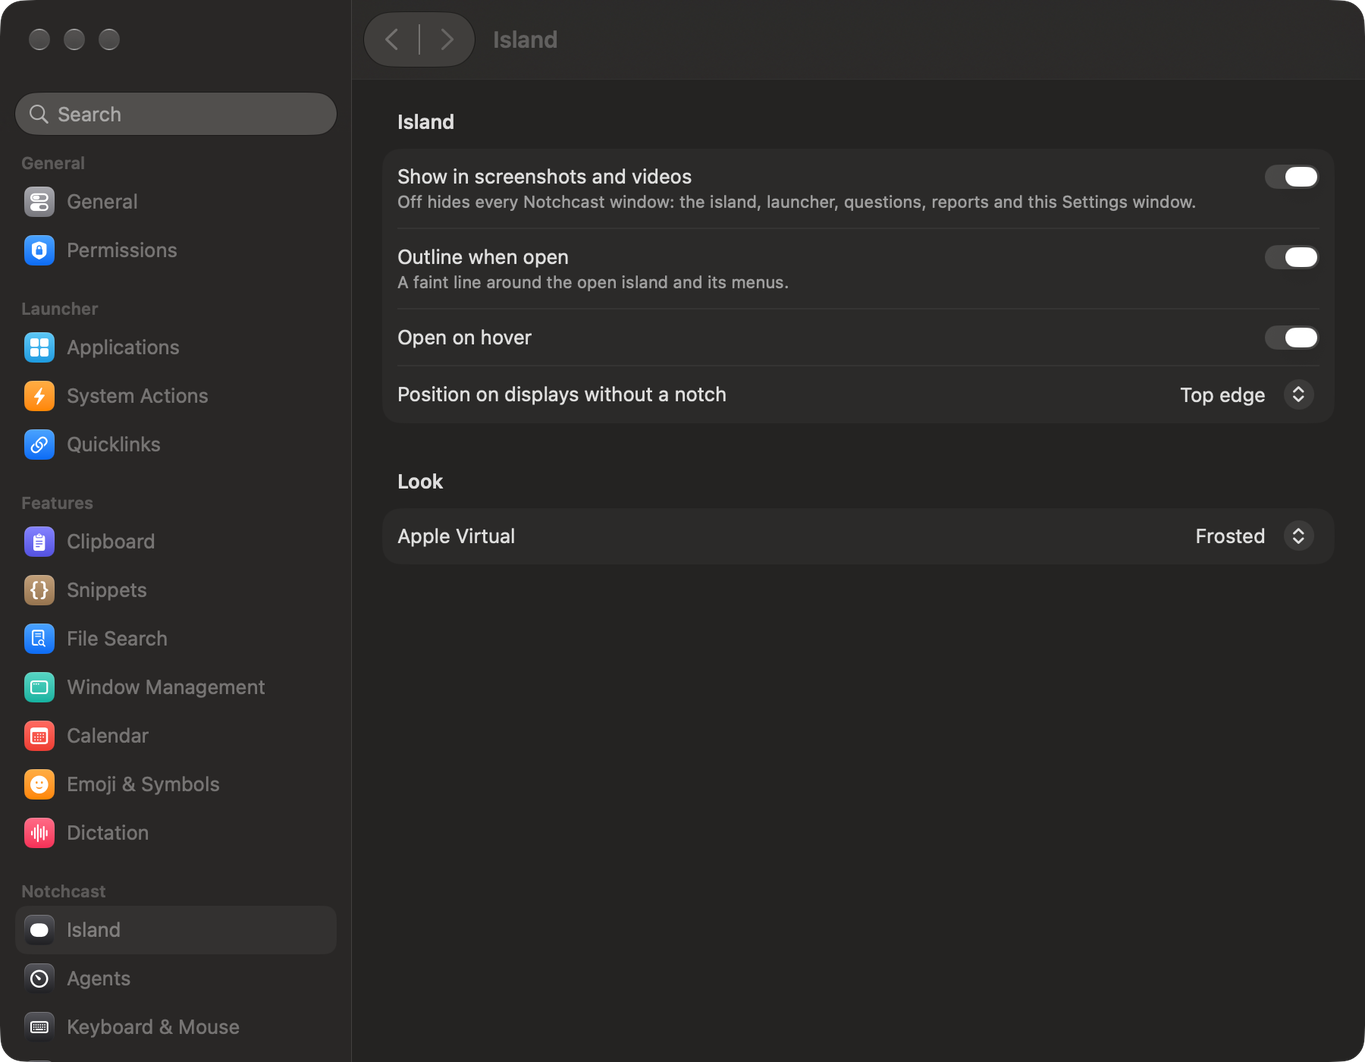 Island
Search
General
General
Permissions
Launcher
Applications
System Actions
Quicklinks
Features
Clipboard
Snippets
File Search
Window Management
Calendar
Emoji & Symbols
Dictation
Notchcast
Island
Agents
Keyboard & Mouse
Island
Show in screenshots and videos
Off hides every Notchcast window: the island, launcher, questions, reports and this Settings window.
Outline when open
A faint line around the open island and its menus.
Open on hover
Position on displays without a notch Top edge
Look
Apple Virtual Frosted